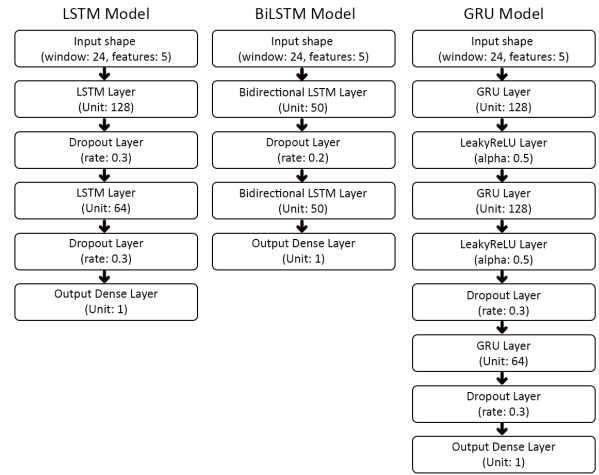 LSTM Model
Input shape
(window: 24, features: 5)
LSTM Layer
(Unit: 128)
Dropout Layer
(rate: 0.3)
LSTM Layer
(Unit: 64)
Dropout Layer
(rate: 0.3)
Output Dense Layer
(Unit: 1)
BiLSTM Model
Input shape
(window: 24, features: 5)
Bidirectional LSTM Layer
(Unit: 50)
Dropout Layer
(rate: 0.2)
Bidirectional LSTM Layer
(Unit: 50)
Output Dense Layer
(Unit: 1)
GRU Model
Input shape
(window: 24, features: 5)
GRU Layer
(Unit: 128)
LeakyReLU Layer
(alpha: 0.5)
GRU Layer
(Unit: 128)
LeakyReLU Layer
(alpha: 0.5)
Dropout Layer
(rate: 0.3)
GRU Layer
(Unit: 64)
Dropout Layer
(rate: 0.3)
Output Dense Layer
(Unit: 1)